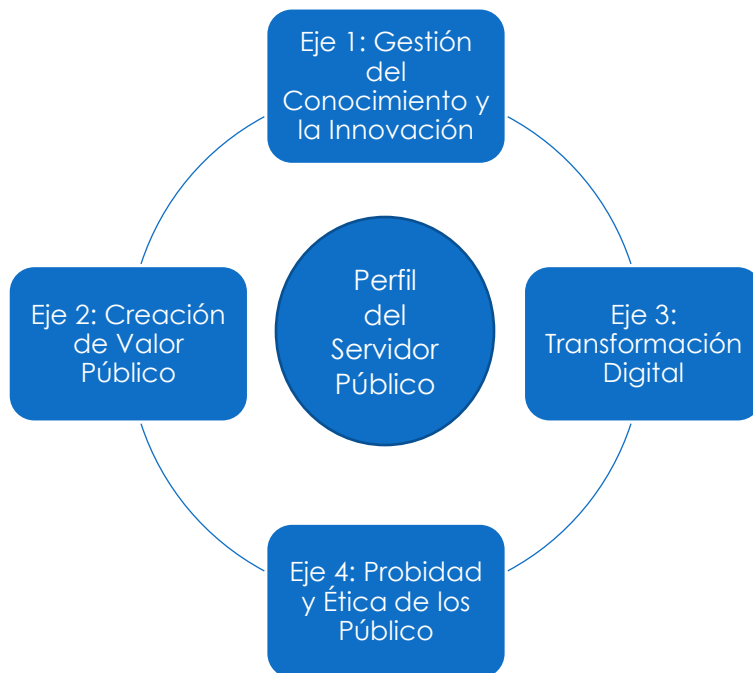 Eje 1: Gestión
del
Conocimiento y
la Innovación
Eje 2: Creación
de Valor
Público
Perfil
del
Servidor
Público
Eje 3:
Transformación
Digital
Eje 4: Probidad
y Ética de los
Público